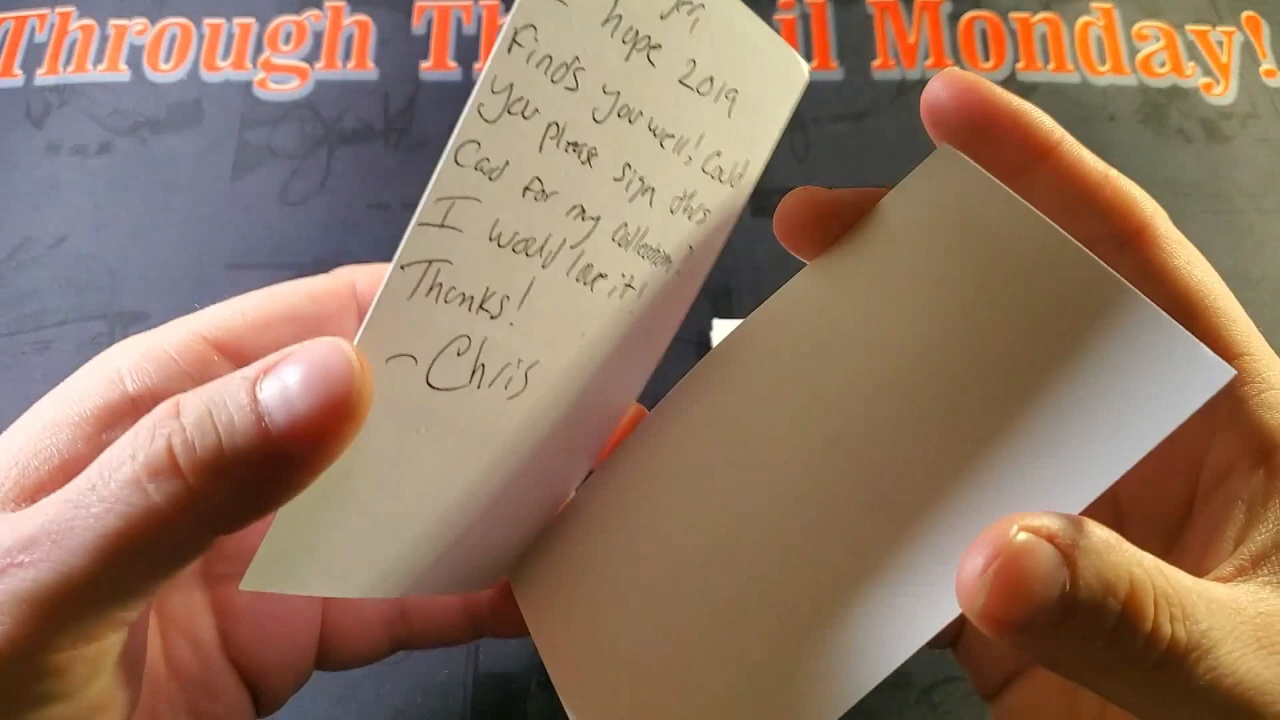 Through Th il Monday!
I hope 2019
Finds you well! Could
you please sign this
Card for my collection?
I would love it!
Thanks!
~ Chris